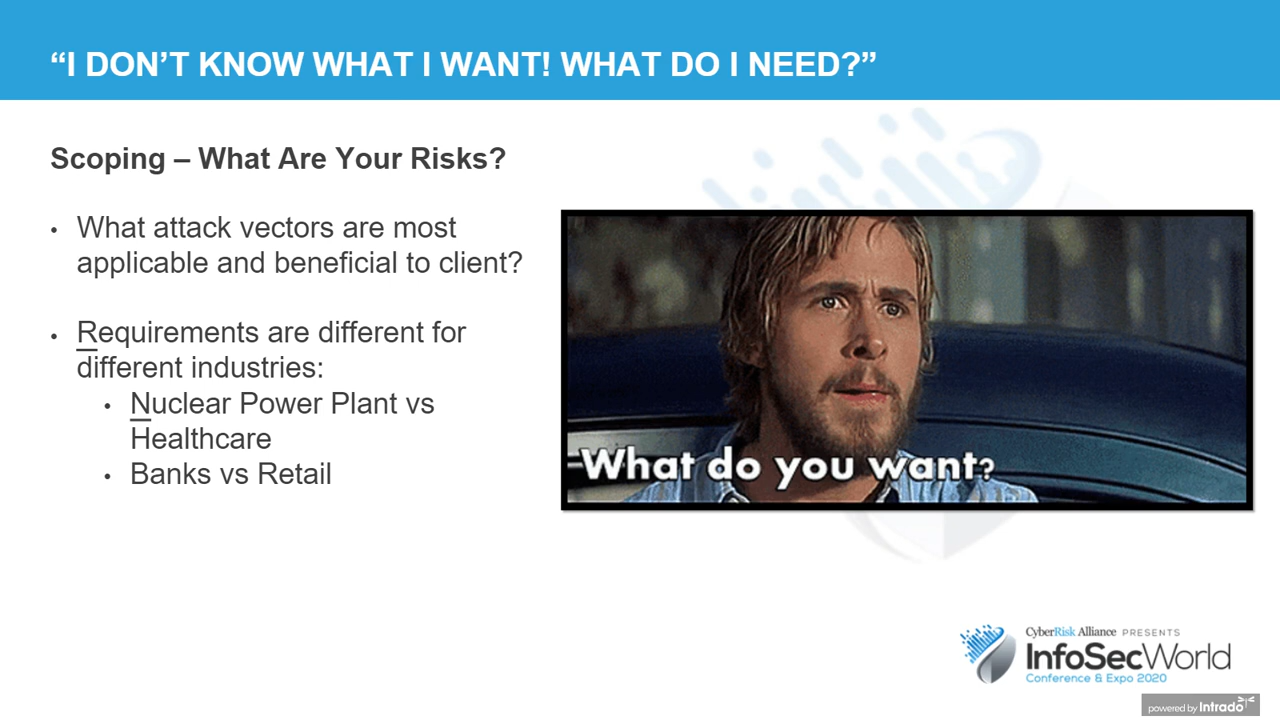 “I DON’T KNOW WHAT I WANT! WHAT DO I NEED?”
Scoping – What Are Your Risks?
• What attack vectors are most
applicable and beneficial to client?
• Requirements are different for
different industries:
• Nuclear Power Plant vs
Healthcare
• Banks vs Retail
What do you want?
CyberRisk Alliance PRESENTS
InfoSecWorld
Conference & Expo 2020
powered by Intrado